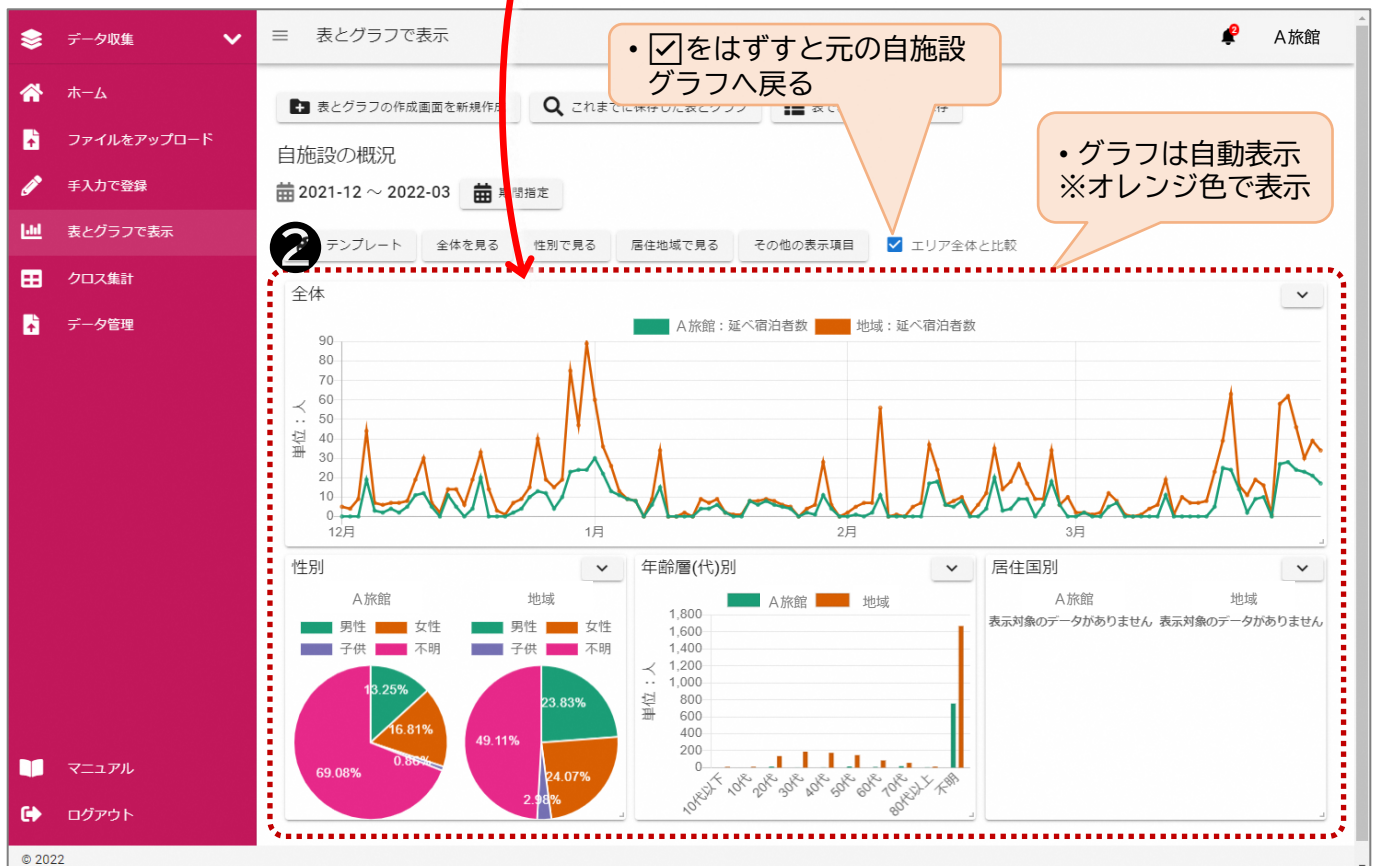 データ収集
表とグラフで表示
A旅館
2
・☑をはずすと元の自施設
グラフへ戻る
ホーム
ファイルをアップロード
手入力で登録
表とグラフで表示
クロス集計
データ管理
マニュアル
ログアウト
表とグラフの作成画面を新規作成
これまでに保存した表とグラフ
自施設の概況
2021-12 ～ 2022-03
期間指定
・グラフは自動表示
※オレンジ色で表示
❷
テンプレート
全体を見る
性別で見る
居住地域で見る
その他の表示項目
エリア全体と比較
全体
A旅館：延べ宿泊者数 地域：延べ宿泊者数
単位：人
90
80
70
60
50
40
30
20
10
0
12月 1月 2月 3月
性別
A旅館
男性 女性
子供 不明
13.25%
16.81%
0.86%
69.08%
地域
男性 女性
子供 不明
23.83%
24.07%
2.98%
49.11%
年齢層(代)別
A旅館 地域
単位：人
1,800
1,600
1,400
1,200
1,000
800
600
400
200
0
10代以下 10代 20代 30代 40代 50代 60代 70代 80代以上 不明
居住国別
A旅館 地域
表示対象のデータがありません 表示対象のデータがありません
© 2022